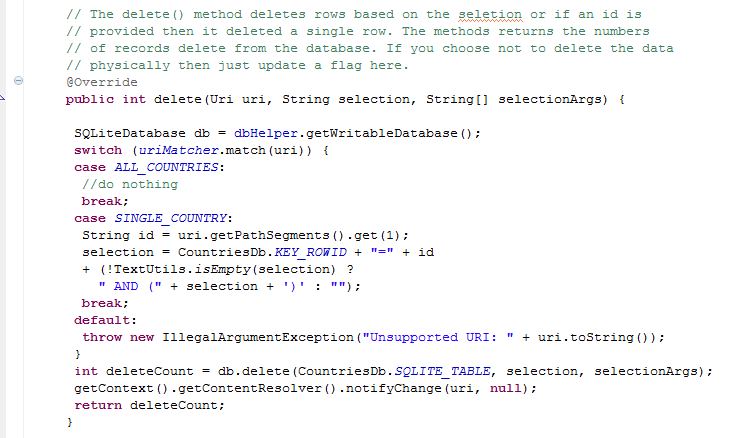 // The delete() method deletes rows based on the seletion or if an id is
// provided then it deleted a single row. The methods returns the numbers
// of records delete from the database. If you choose not to delete the data
// physically then just update a flag here.
@Override
public int delete(Uri uri, String selection, String[] selectionArgs) {
SQLiteDatabase db = dbHelper.getWritableDatabase();
switch (uriMatcher.match(uri)) {
case ALL_COUNTRIES:
//do nothing
break;
case SINGLE_COUNTRY:
String id = uri.getPathSegments().get(1);
selection = CountriesDb.KEY_ROWID + "=" + id
+ (!TextUtils.isEmpty(selection) ?
" AND (" + selection + ')' : "");
break;
default:
throw new IllegalArgumentException("Unsupported URI: " + uri.toString());
}
int deleteCount = db.delete(CountriesDb.SQLITE_TABLE, selection, selectionArgs);
getContext().getContentResolver().notifyChange(uri, null);
return deleteCount;
}